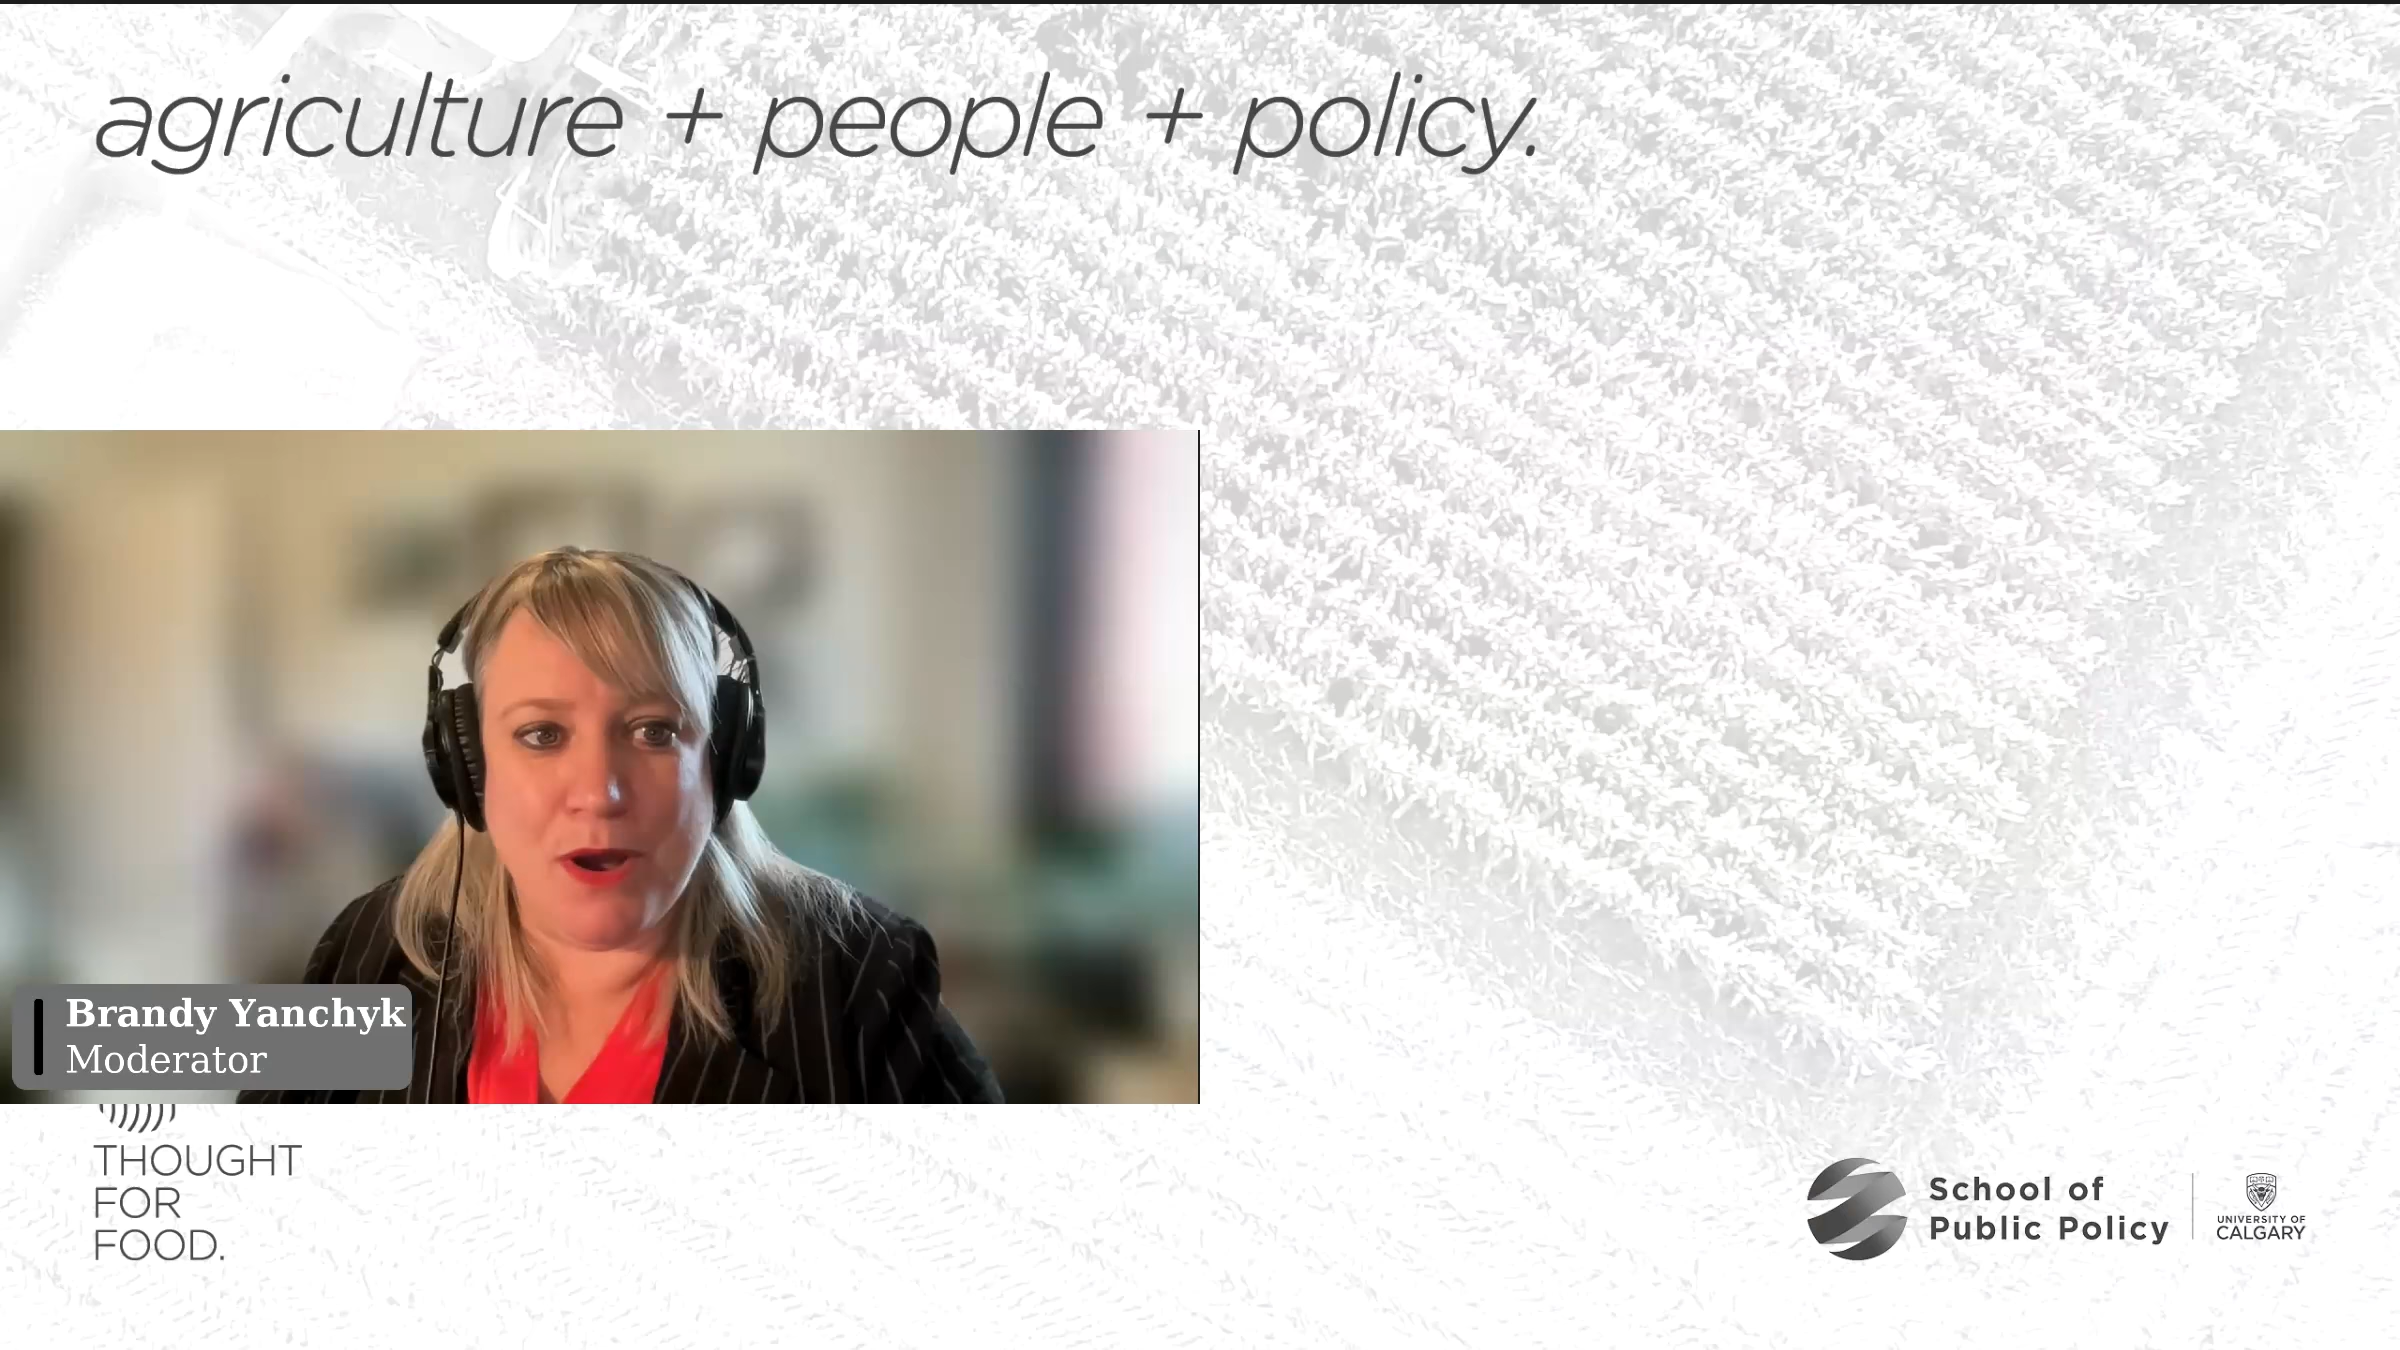 agriculture + people + policy.
Brandy Yanchyk
Moderator
THOUGHT
FOR
FOOD.
School of
Public Policy
UNIVERSITY OF
CALGARY